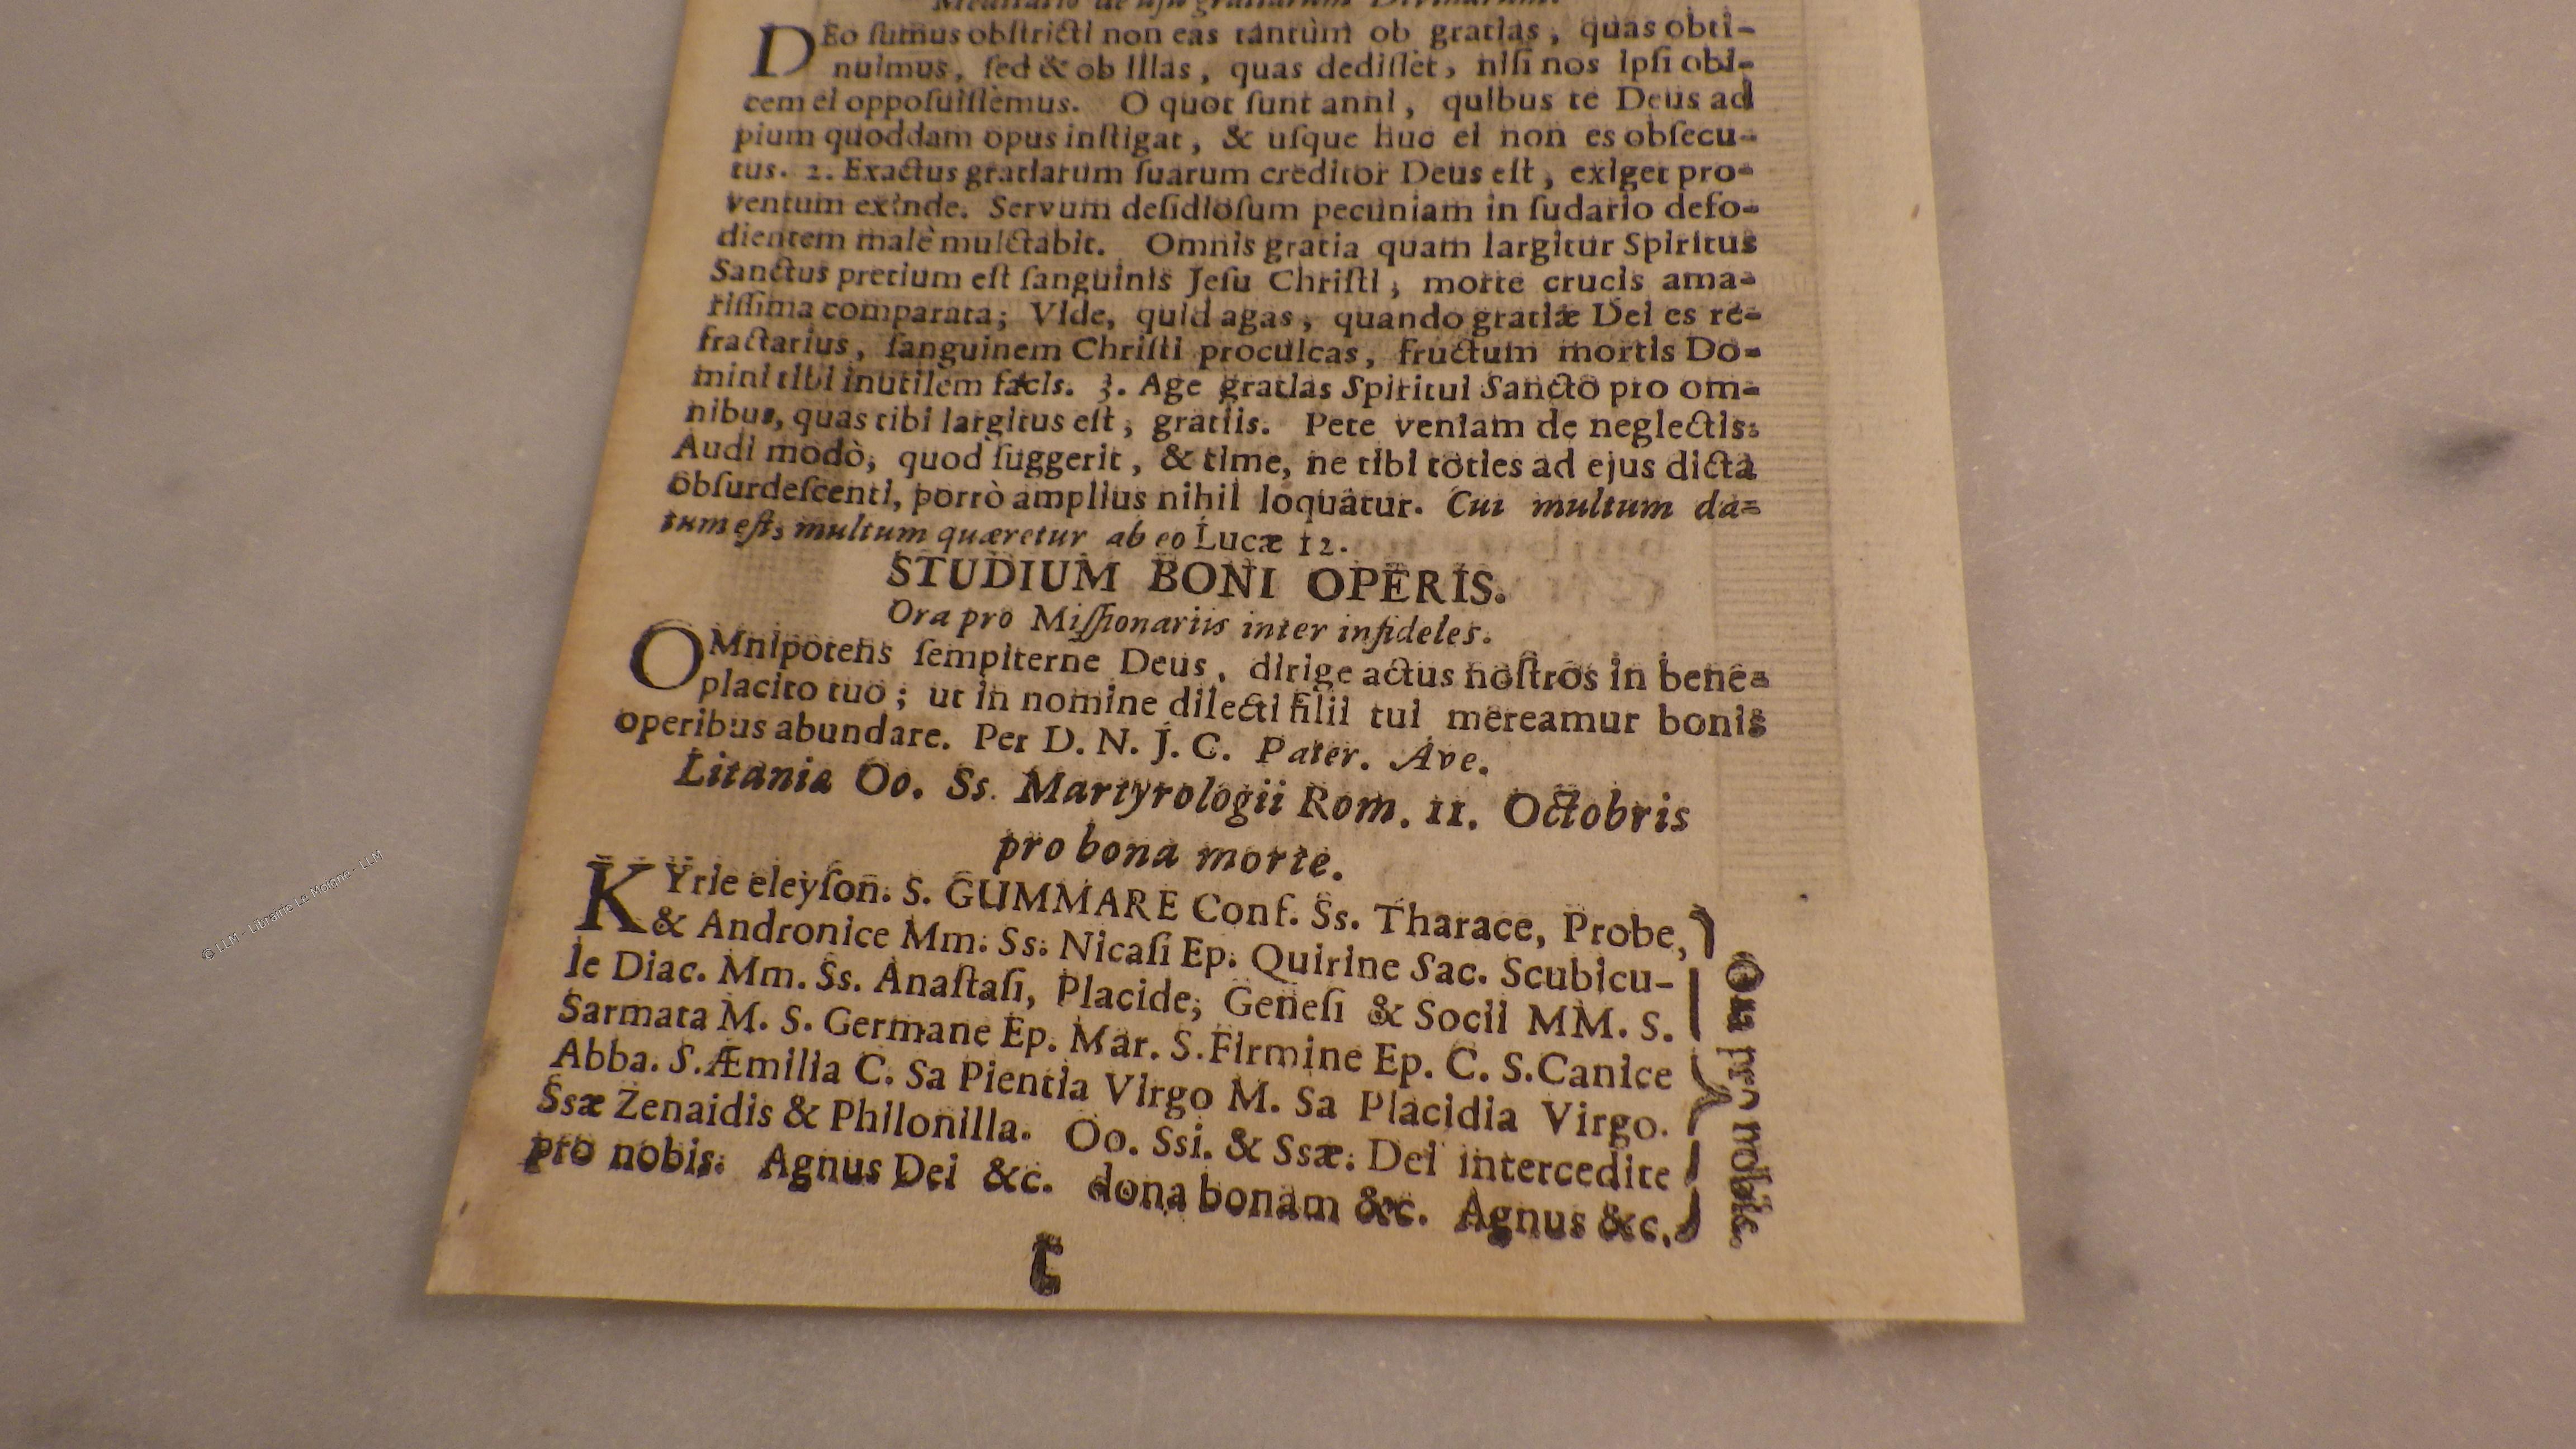 Meditatio de usu gratiarum Divinarum.
DEo ſumus obſtricti non eas tantùm ob gratias, quas obti-
nuimus, ſed & ob illas, quas dediſſet, niſi nos ipſi obi-
cem ei oppoſuiſſemus. O quot ſunt anni, quibus te Deus ad
pium quoddam opus inſtigat, & uſque huc ei non es obſecu-
tus. 2. Exactus gratiarum ſuarum creditor Deus eſt, exiget pro-
ventum exinde. Servum deſidioſum pecuniam in ſudario defo-
dientem malè mulctabit. Omnis gratia quam largitur Spiritus
Sanctus pretium eſt ſanguinis Jeſu Chriſti, morte crucis ama-
riſſima comparata; Vide, quid agas, quando gratiæ Dei es re-
fractarius, ſanguinem Chriſti proculcas, fructum mortis Do-
mini tibi inutilem facis. 3. Age gratias Spiritui Sancto pro om-
nibus, quas tibi largitus eſt, gratiis. Pete veniam de neglectis:
Audi modò, quod ſuggerit, & time, ne tibi toties ad ejus dicta
obſurdeſcenti, porrò amplius nihil loquatur. Cui multum da-
tum eſt, multum quæretur ab eo Lucæ 12.
STUDIUM BONI OPERIS.
Ora pro Miſſionariis inter infideles.
OMnipotens ſempiterne Deus, dirige actus noſtros in bene-
placito tuo; ut in nomine dilecti filii tui mereamur bonis
operibus abundare. Per D. N. J. C. Pater. Ave.
Litania Oo. Ss. Martyrologii Rom. 11. Octobris
pro bona morte.
KYrie eleyſon. S. GUMMARE Conf. Ss. Tharace, Probe,
& Andronice Mm. Ss. Nicaſi Ep. Quirine Sac. Scubicu-
le Diac. Mm. Ss. Anaſtaſi, Placide, Geneſi & Socii MM. S.
Sarmata M. S. Germane Ep. Mar. S. Firmine Ep. C. S. Canice
Abba. S. Æmilia C. Sa Pientia Virgo M. Sa Placidia Virgo.
Ssæ Zenaidis & Philonilla. Oo. Ssi. & Ssæ. Dei intercedite
pro nobis. Agnus Dei &c. dona bonam &c. Agnus &c.
Ora pro nobis.
© LLM - Librairie Le Moigne - LLM